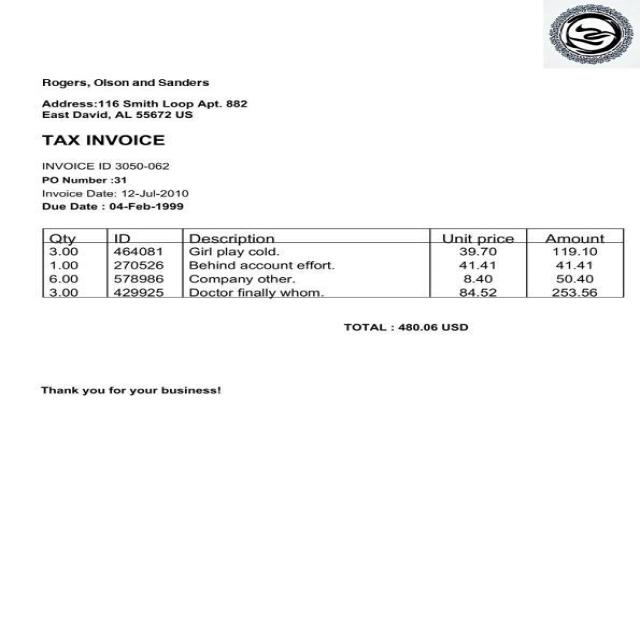 Rogers, Olson and Sanders
Address:116 Smith Loop Apt. 882
East David, AL 55672 US
TAX INVOICE
INVOICE ID 3050-062
PO Number :31
Invoice Date: 12-Jul-2010
Due Date : 04-Feb-1999
Qty ID Description Unit price Amount
3.00 464081 Girl play cold. 39.70 119.10
1.00 270526 Behind account effort. 41.41 41.41
6.00 578986 Company other. 8.40 50.40
3.00 429925 Doctor finally whom. 84.52 253.56
TOTAL : 480.06 USD
Thank you for your business!